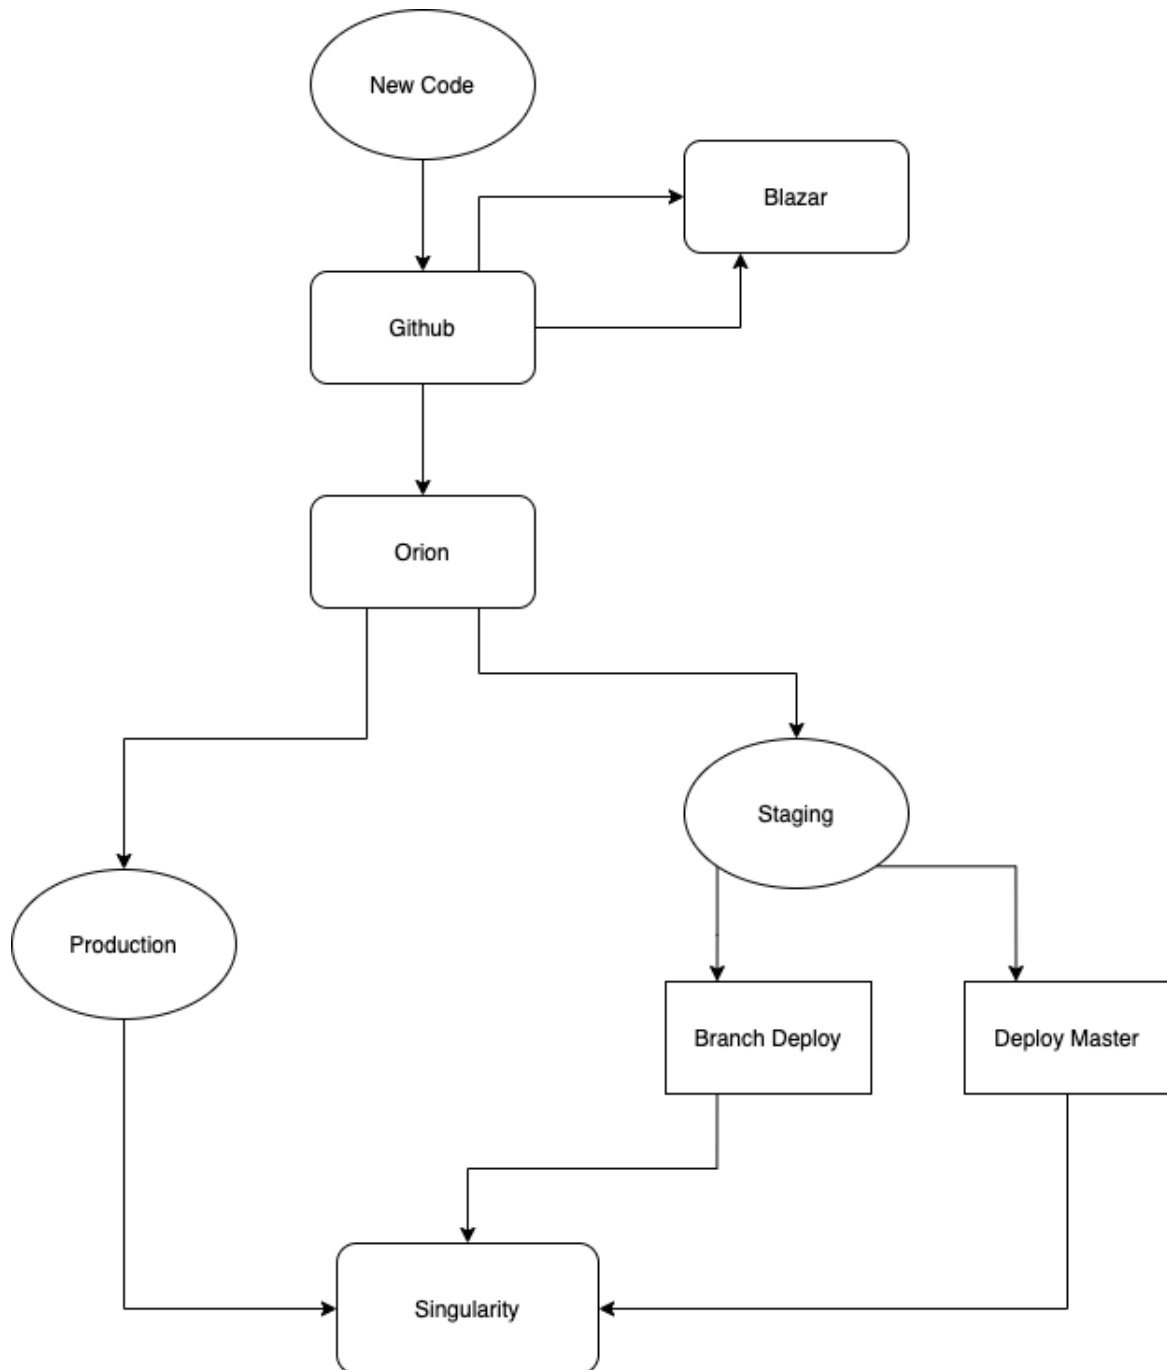 New Code
Blazar
Github
Orion
Staging
Production
Branch Deploy
Deploy Master
Singularity